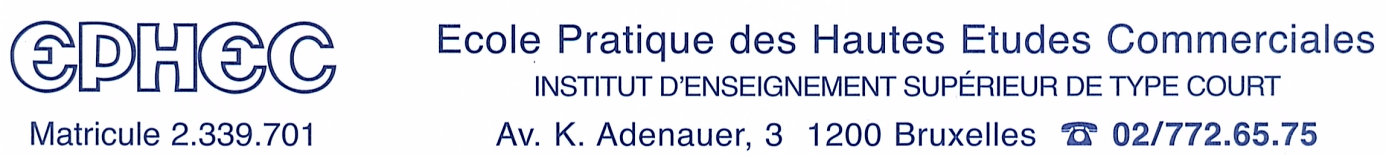 EPHEC
Ecole Pratique des Hautes Etudes Commerciales
INSTITUT D'ENSEIGNEMENT SUPÉRIEUR DE TYPE COURT
Matricule 2.339.701
Av. K. Adenauer, 3 1200 Bruxelles ☎ 02/772.65.75